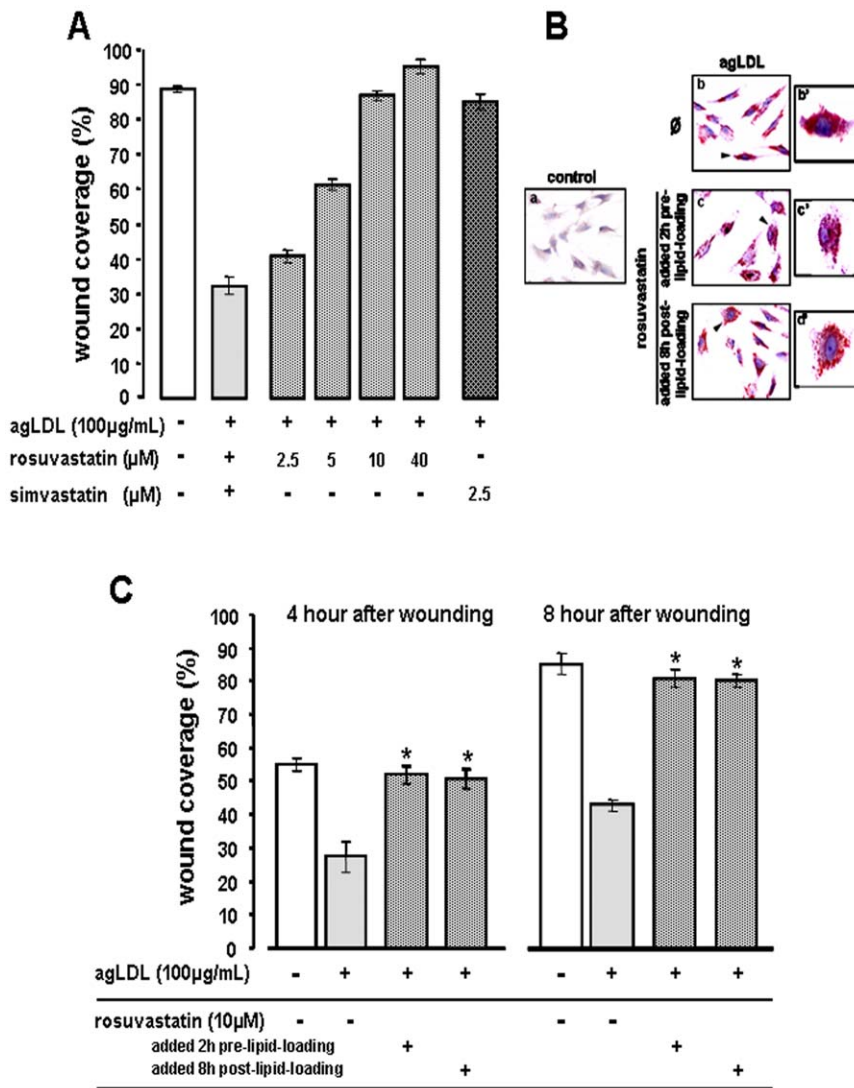 A
wound coverage (%)
100
90
80
70
60
50
40
30
20
10
0
agLDL (100µg/mL) - + + + + + +
rosuvastatin (µM) - + 2.5 5 10 40 -
simvastatin (µM) - + - - - - 2.5
B
agLDL
Ø
b
b'
control
a
rosuvastatin
added 2h pre-
lipid-loading
c
c'
added 8h post-
lipid-loading
d'
C
4 hour after wounding
8 hour after wounding
wound coverage (%)
100
90
80
70
60
50
40
30
20
10
0
* *
* *
agLDL (100µg/mL) - + + + - + + +
rosuvastatin (10µM) - - - -
added 2h pre-lipid-loading + +
added 8h post-lipid-loading + +